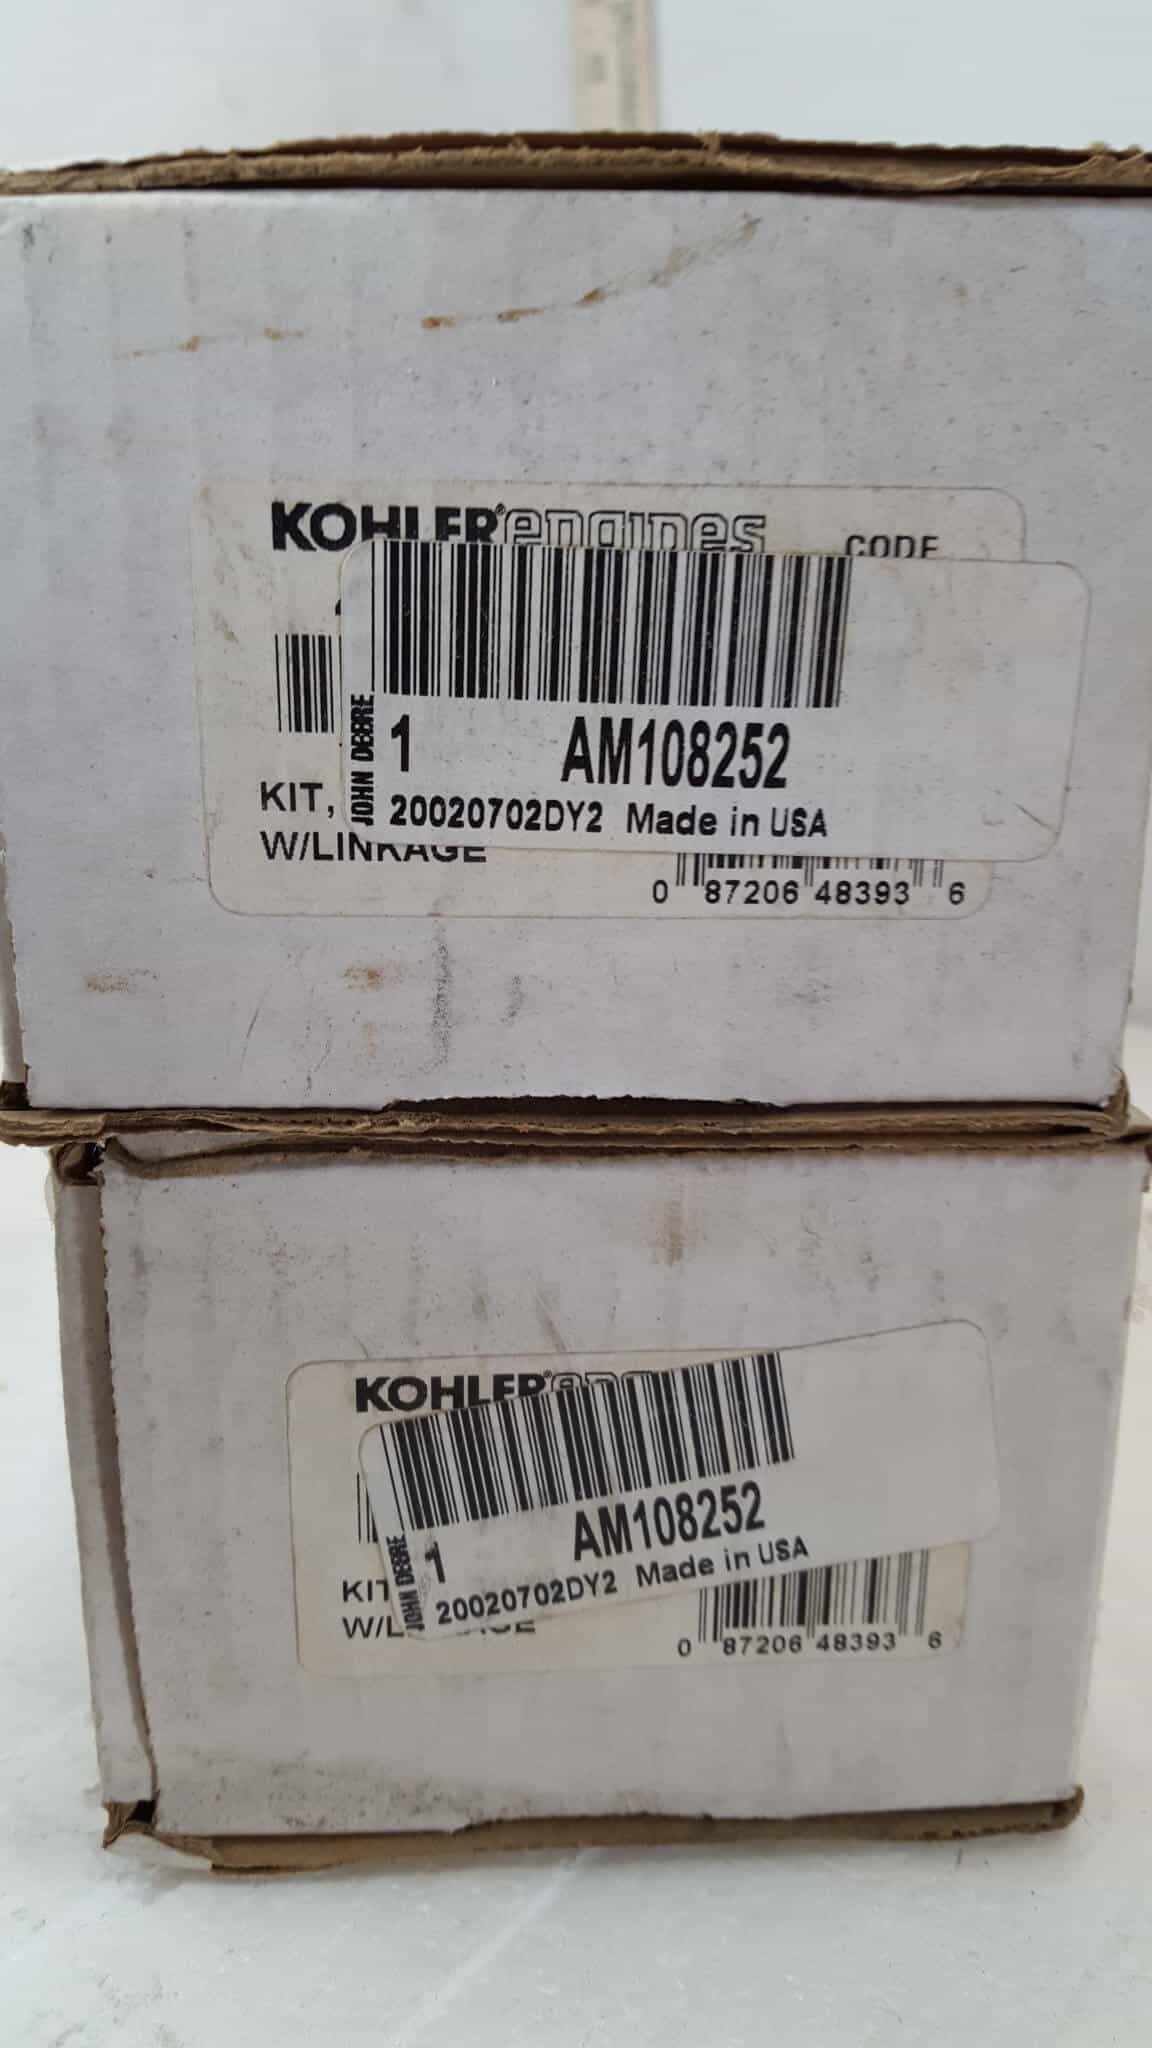 KOHLER® engines CODE
JOHN DEERE
1 AM108252
20020702DY2 Made in USA
KIT,
W/LINKAGE
0 87206 48393 6
KOHLER®
JOHN DEERE
1 AM108252
20020702DY2 Made in USA
KIT
W/L
0 87206 48393 6